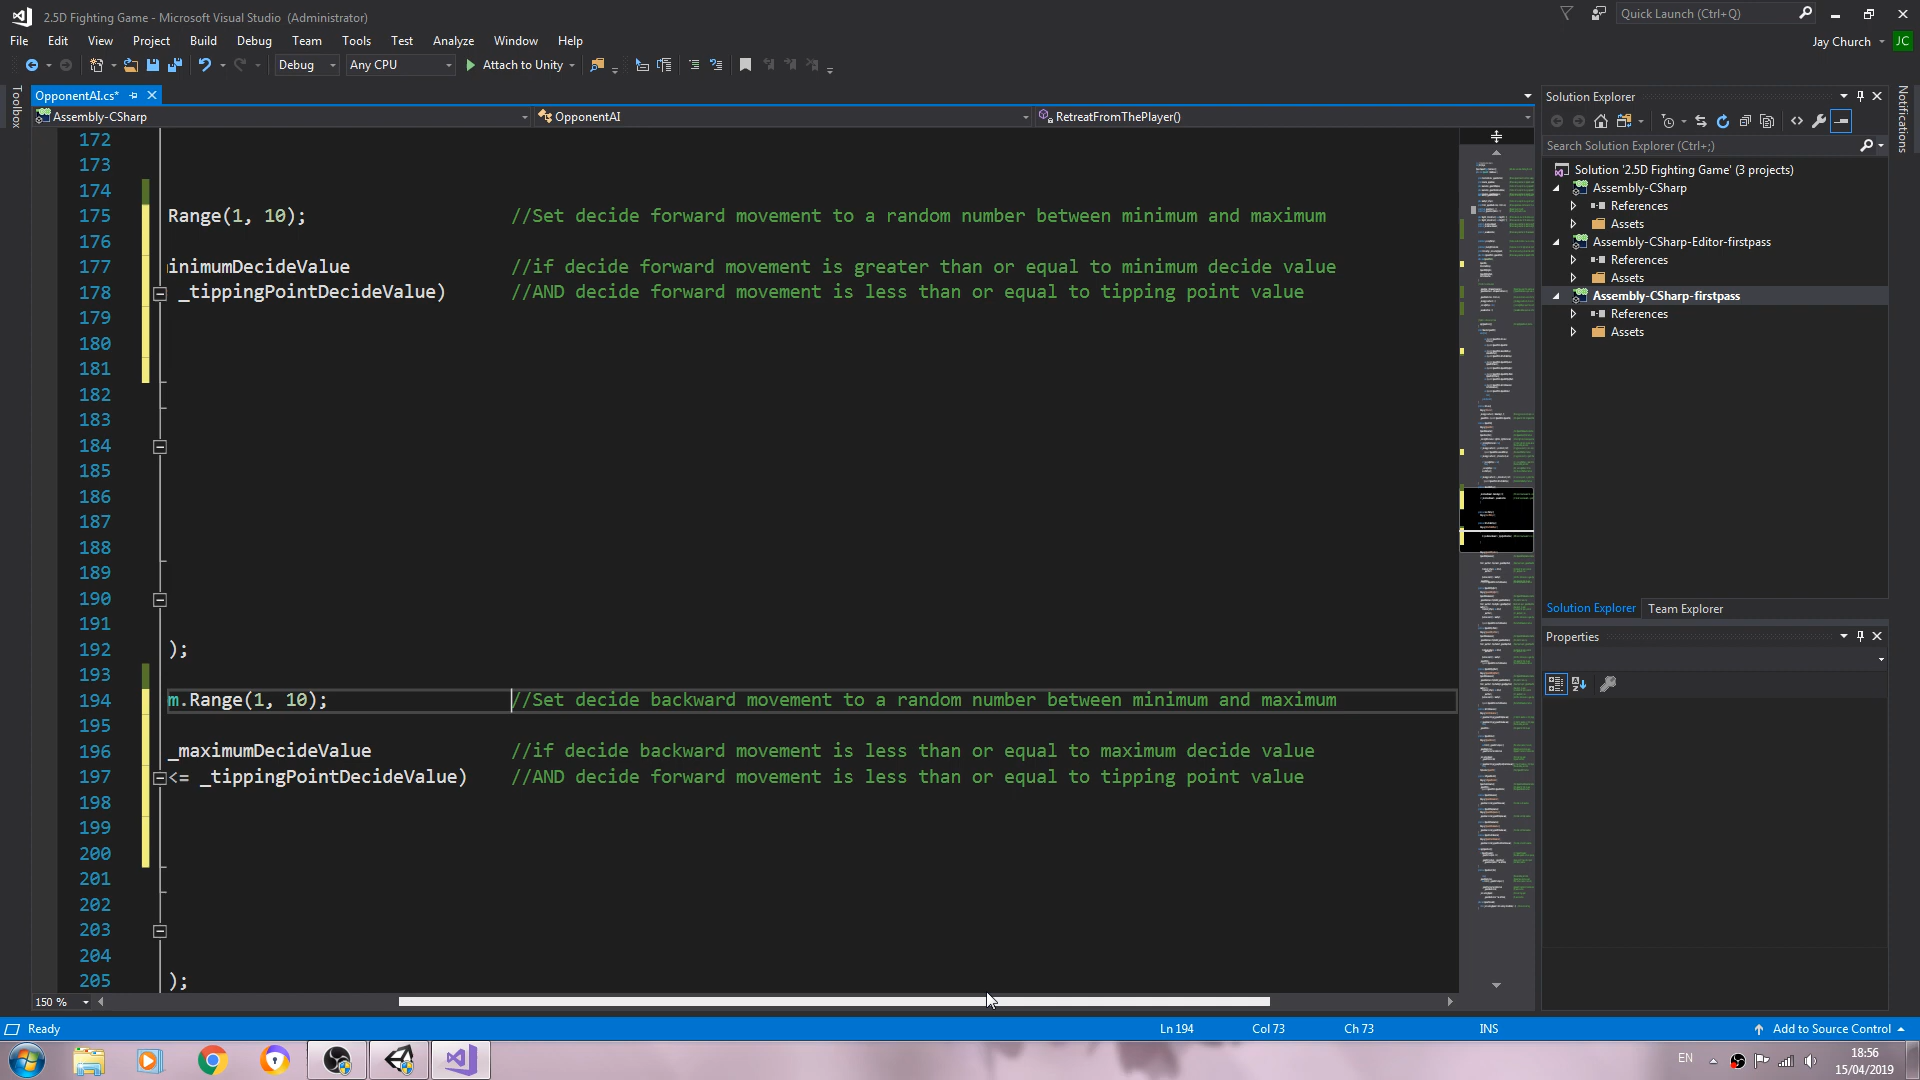 2.5D Fighting Game - Microsoft Visual Studio (Administrator)
Quick Launch (Ctrl+Q)
File Edit View Project Build Debug Team Tools Test Analyze Window Help
Jay Church JC
Debug Any CPU Attach to Unity
Toolbox
OpponentAI.cs*
Assembly-CSharp OpponentAI RetreatFromThePlayer()
172
173
174
175 Range(1, 10); //Set decide forward movement to a random number between minimum and maximum
176
177 inimumDecideValue //if decide forward movement is greater than or equal to minimum decide value
178 _tippingPointDecideValue) //AND decide forward movement is less than or equal to tipping point value
179
180
181
182
183
184
185
186
187
188
189
190
191
192 );
193
194 m.Range(1, 10); //Set decide backward movement to a random number between minimum and maximum
195
196 _maximumDecideValue //if decide backward movement is less than or equal to maximum decide value
197 <= _tippingPointDecideValue) //AND decide forward movement is less than or equal to tipping point value
198
199
200
201
202
203
204
205 );
150 %
Solution Explorer
Search Solution Explorer (Ctrl+;)
Solution '2.5D Fighting Game' (3 projects)
Assembly-CSharp
References
Assets
Assembly-CSharp-Editor-firstpass
References
Assets
Assembly-CSharp-firstpass
References
Assets
Solution Explorer Team Explorer
Properties
Notifications
Ready Ln 194 Col 73 Ch 73 INS Add to Source Control
EN
18:56
15/04/2019